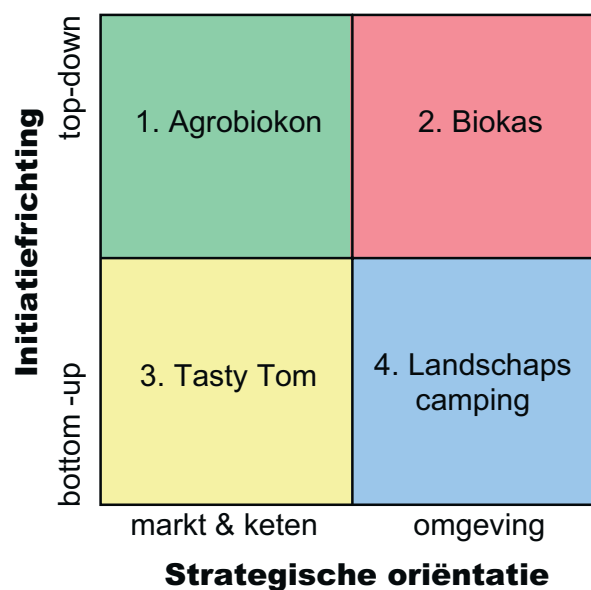 Initiatiefrichting
top-down
bottom -up
1. Agrobiokon
2. Biokas
3. Tasty Tom
4. Landschaps
camping
markt & keten
omgeving
Strategische oriëntatie